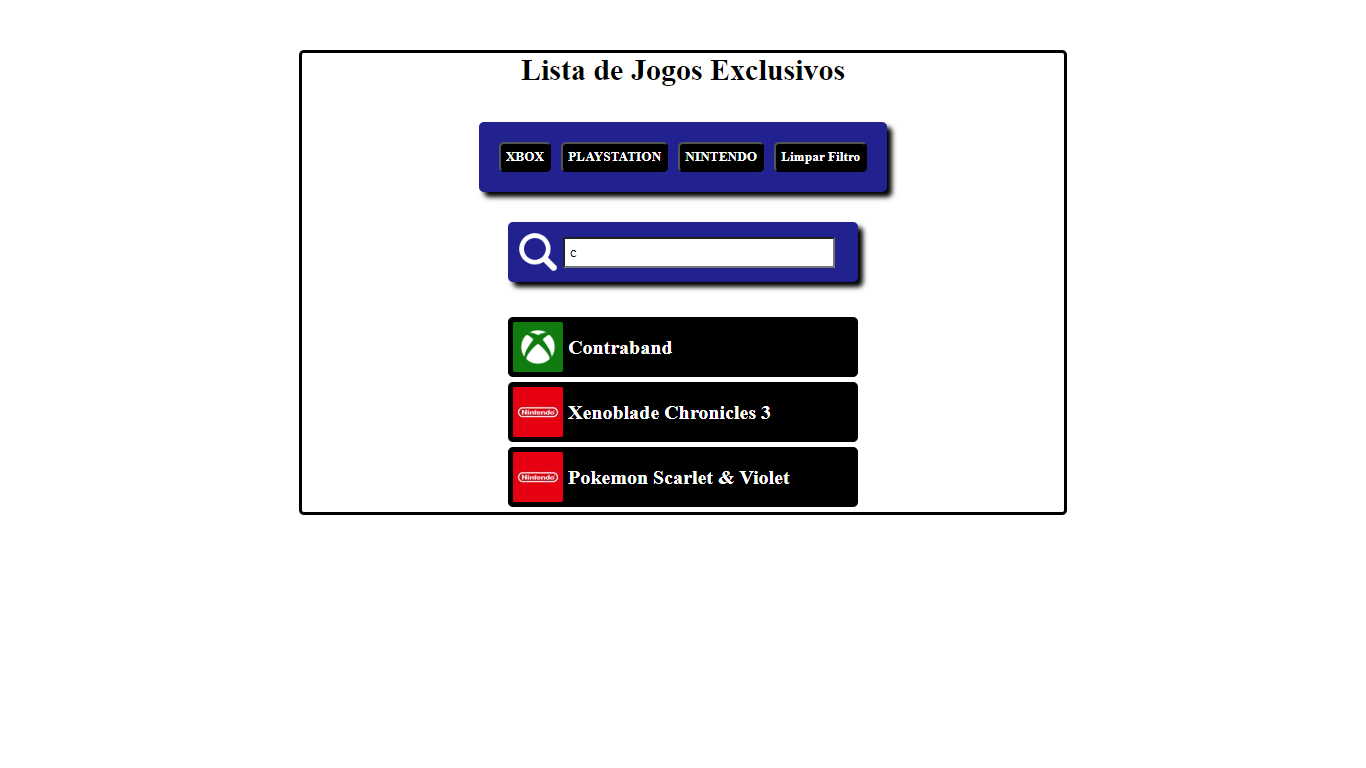 Lista de Jogos Exclusivos
XBOX PLAYSTATION NINTENDO Limpar Filtro
c
Contraband
Nintendo Xenoblade Chronicles 3
Nintendo Pokemon Scarlet & Violet